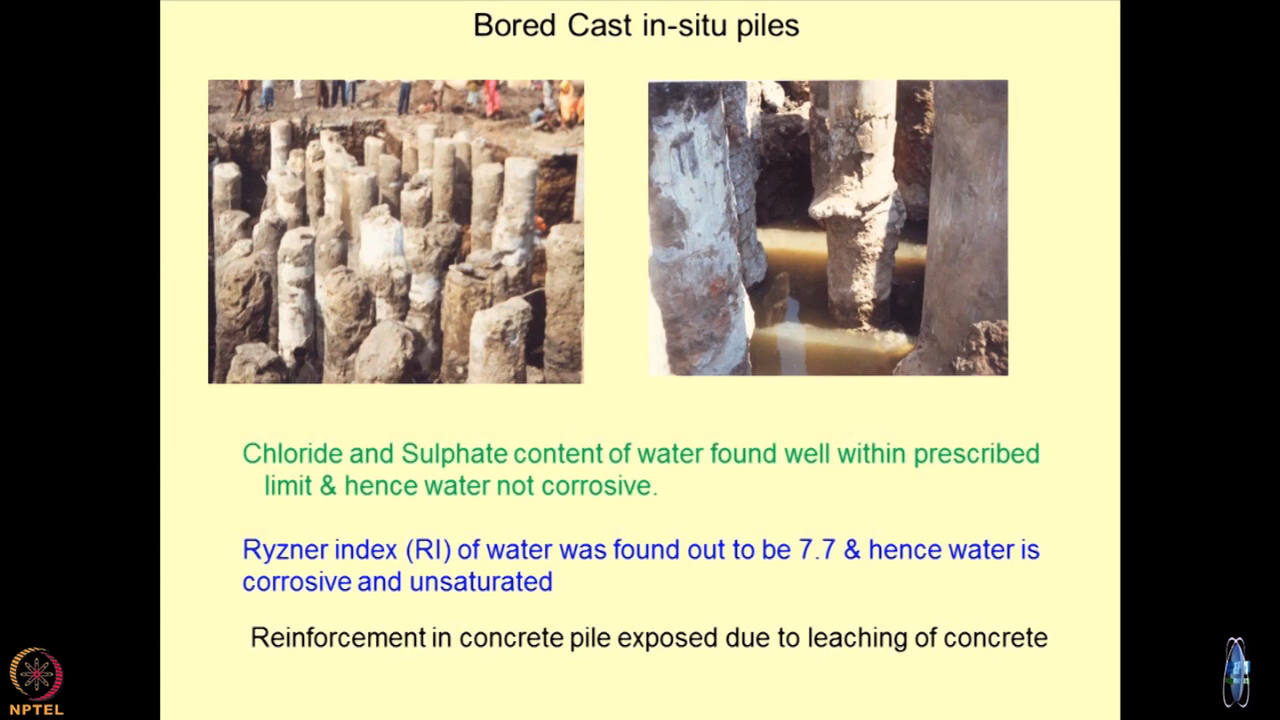 Bored Cast in-situ piles
Chloride and Sulphate content of water found well within prescribed
limit & hence water not corrosive.
Ryzner index (RI) of water was found out to be 7.7 & hence water is
corrosive and unsaturated
Reinforcement in concrete pile exposed due to leaching of concrete
NPTEL